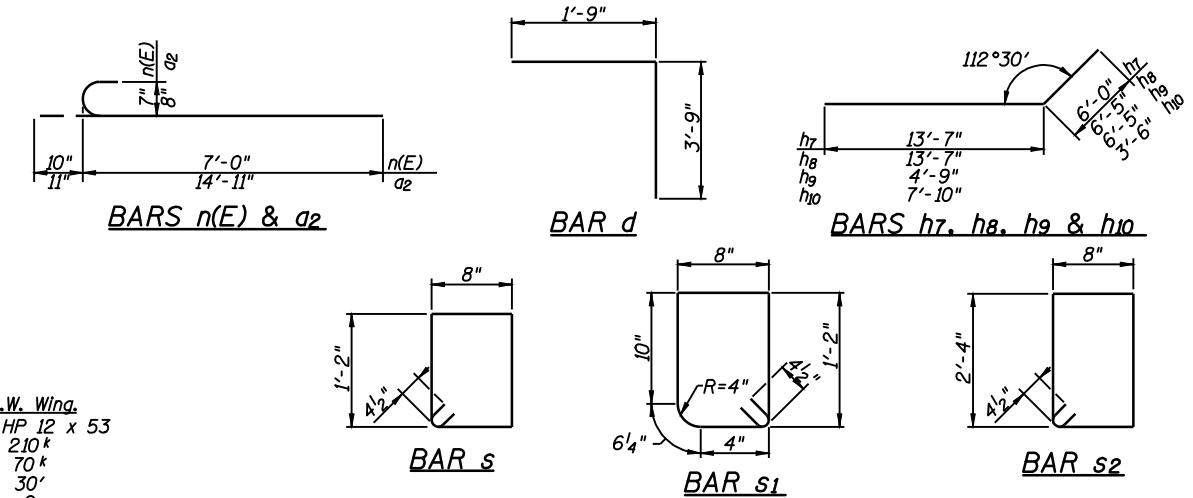 n(E)
a2
7"
8"
10"
11"
7'-0"
14'-11"
n(E)
a2
BARS n(E) & a2
1'-9"
3'-9"
BAR d
112°30'
6'-0"
6'-5"
6'-5"
3'-6"
h7
h8
h9
h10
h7
h8
h9
h10
13'-7"
13'-7"
4'-9"
7'-10"
BARS h7, h8, h9 & h10
8"
1'-2"
4½"
BAR s
8"
10"
1'-2"
4½"
R=4"
6¼"
4"
BAR s1
8"
2'-4"
4½"
BAR s2
.W. Wing.
HP 12 x 53
210 k
70 k
30'